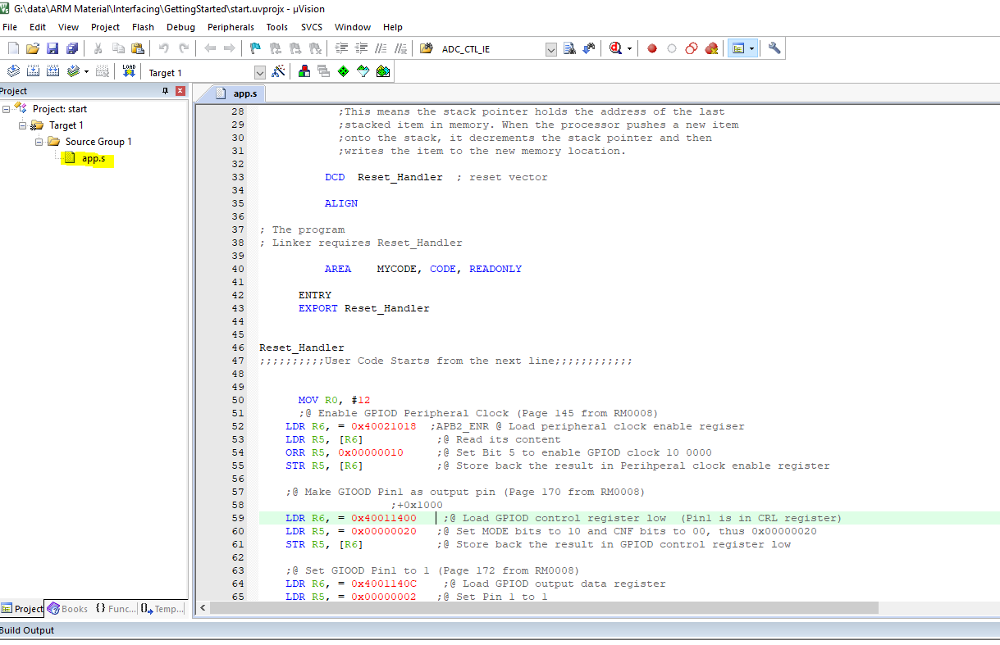 G:\data\ARM Material\Interfacing\GettingStarted\start.uvprojx - µVision
File Edit View Project Flash Debug Peripherals Tools SVCS Window Help
ADC_CTL_IE
LOAD
Target 1
Project
app.s
Project: start
Target 1
Source Group 1
app.s
28 ;This means the stack pointer holds the address of the last
29 ;stacked item in memory. When the processor pushes a new item
30 ;onto the stack, it decrements the stack pointer and then
31 ;writes the item to the new memory location.
32
33 DCD Reset_Handler ; reset vector
34
35 ALIGN
36
37 ; The program
38 ; Linker requires Reset_Handler
39
40 AREA MYCODE, CODE, READONLY
41
42 ENTRY
43 EXPORT Reset_Handler
44
45
46 Reset_Handler
47 ;;;;;;;;;;User Code Starts from the next line;;;;;;;;;;;;
48
49
50 MOV R0, #12
51 ;@ Enable GPIOD Peripheral Clock (Page 145 from RM0008)
52 LDR R6, = 0x40021018 ;APB2_ENR @ Load peripheral clock enable regiser
53 LDR R5, [R6] ;@ Read its content
54 ORR R5, 0x00000010 ;@ Set Bit 5 to enable GPIOD clock 10 0000
55 STR R5, [R6] ;@ Store back the result in Perihperal clock enable register
56
57 ;@ Make GIOOD Pin1 as output pin (Page 170 from RM0008)
58 ;+0x1000
59 LDR R6, = 0x40011400 ;@ Load GPIOD control register low (Pin1 is in CRL register)
60 LDR R5, = 0x00000020 ;@ Set MODE bits to 10 and CNF bits to 00, thus 0x00000020
61 STR R5, [R6] ;@ Store back the result in GPIOD control register low
62
63 ;@ Set GIOOD Pin1 to 1 (Page 172 from RM0008)
64 LDR R6, = 0x4001140C ;@ Load GPIOD output data register
65 LDR R5, = 0x00000002 ;@ Set Pin 1 to 1
Project Books {} Func... {} Temp...
Build Output